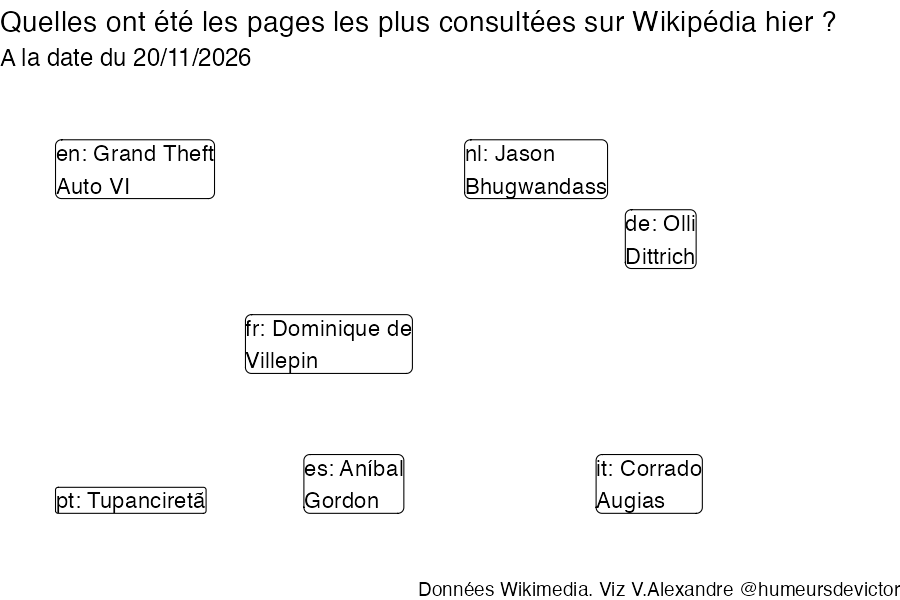 Quelles ont été les pages les plus consultées sur Wikipédia hier ?
A la date du 20/11/2026
en: Grand Theft
Auto VI
nl: Jason
Bhugwandass
de: Olli
Dittrich
fr: Dominique de
Villepin
es: Aníbal
Gordon
it: Corrado
Augias
pt: Tupanciretã
Données Wikimedia. Viz V.Alexandre @humeursdevictor